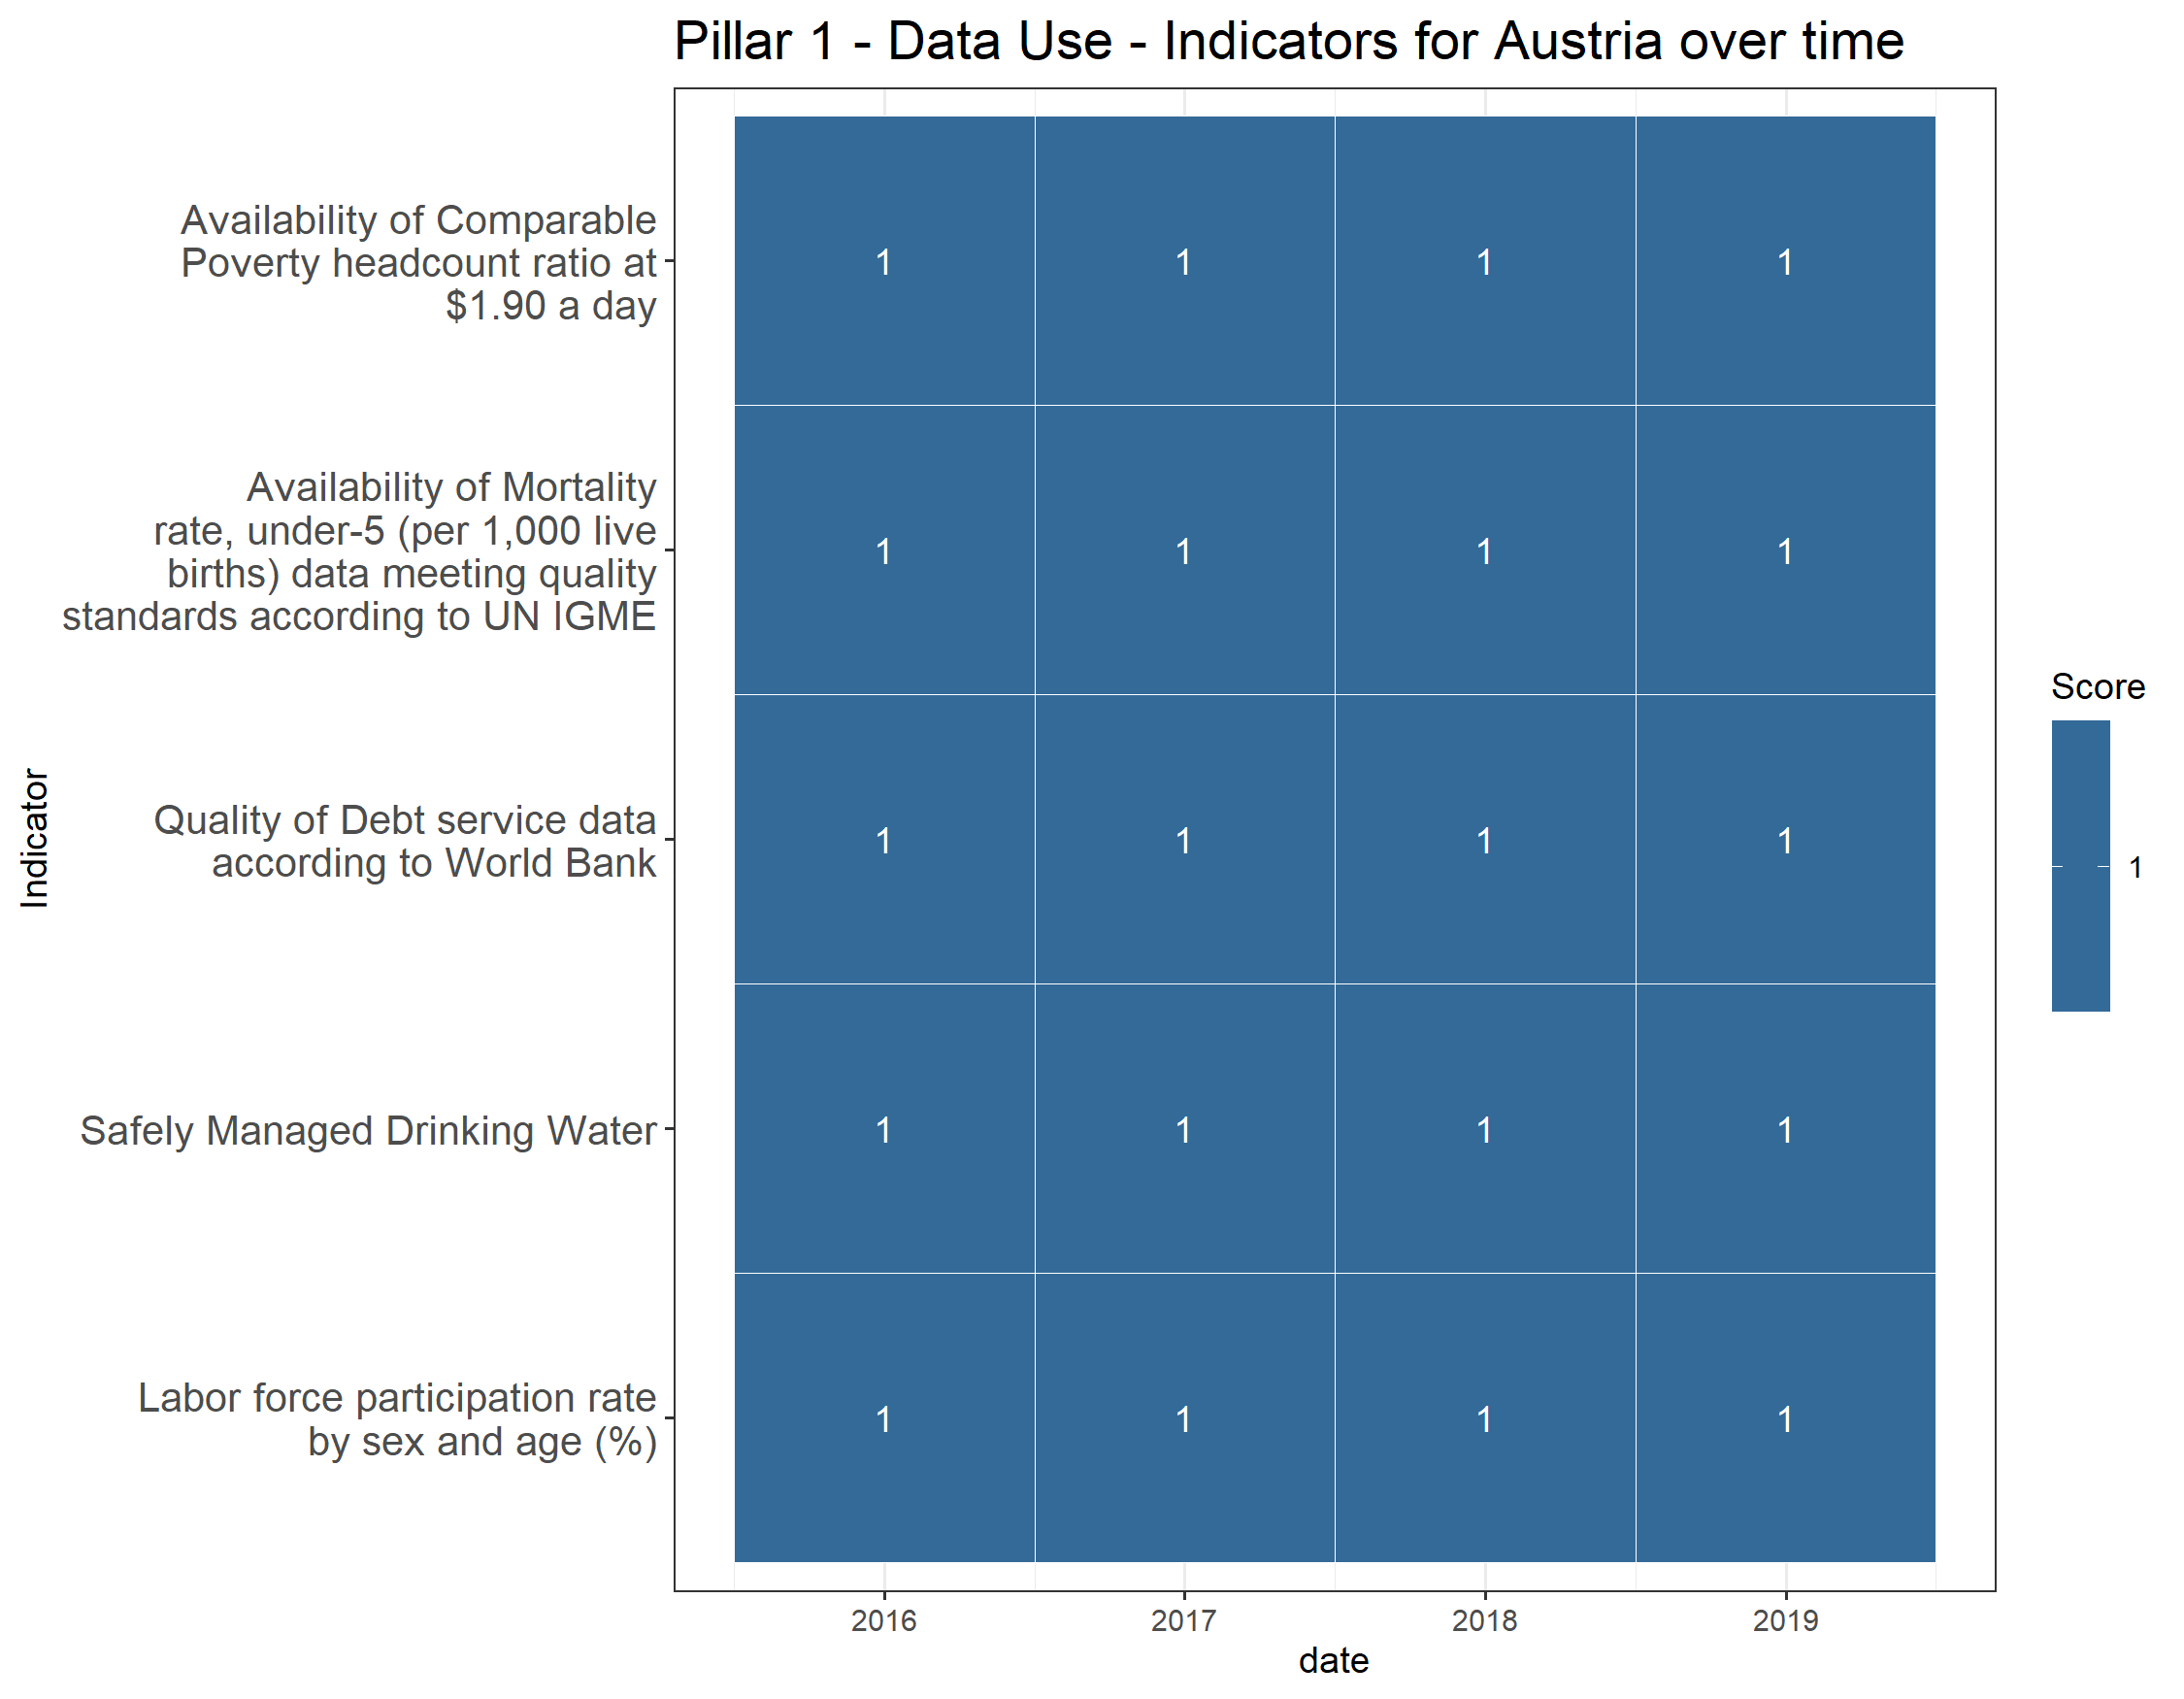 Pillar 1 - Data Use - Indicators for Austria over time
Indicator
Availability of Comparable
Poverty headcount ratio at
$1.90 a day
1 1 1 1
Availability of Mortality
rate, under-5 (per 1,000 live
births) data meeting quality
standards according to UN IGME
1 1 1 1
Quality of Debt service data
according to World Bank
1 1 1 1
Safely Managed Drinking Water
1 1 1 1
Labor force participation rate
by sex and age (%)
1 1 1 1
2016 2017 2018 2019
date
Score
1